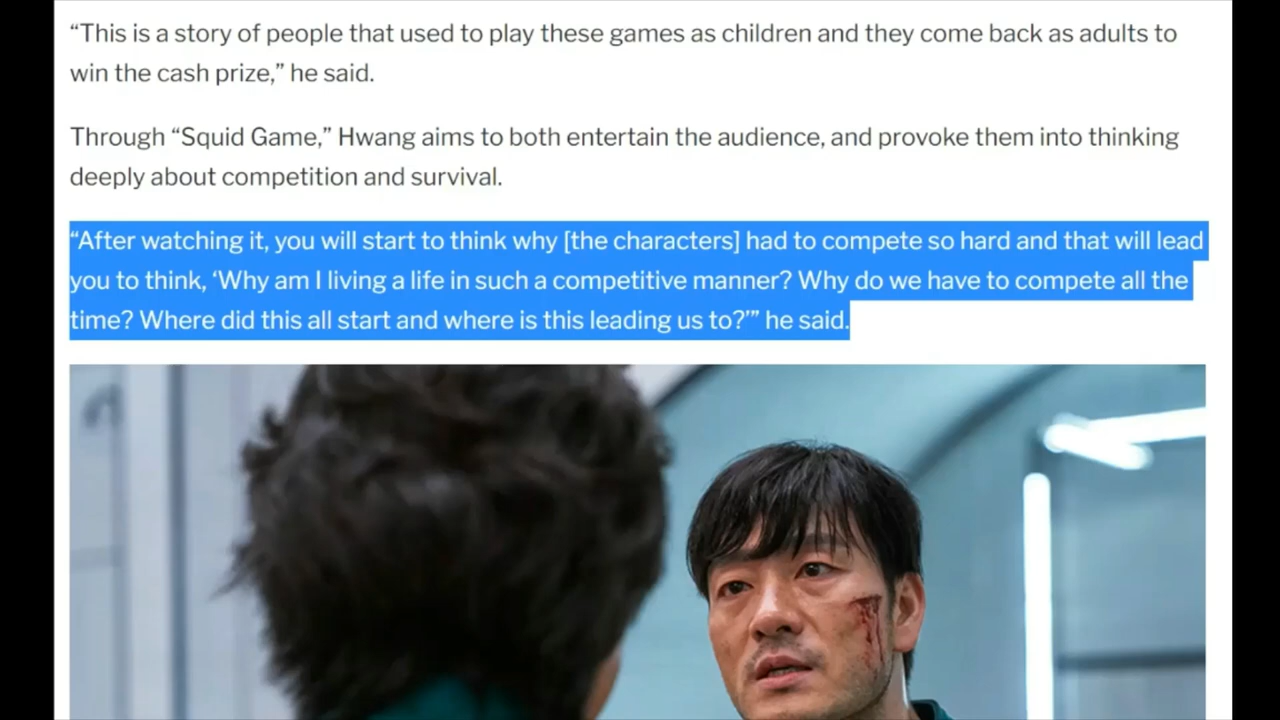 “This is a story of people that used to play these games as children and they come back as adults to
win the cash prize,” he said.
Through “Squid Game,” Hwang aims to both entertain the audience, and provoke them into thinking
deeply about competition and survival.
“After watching it, you will start to think why [the characters] had to compete so hard and that will lead
you to think, ‘Why am I living a life in such a competitive manner? Why do we have to compete all the
time? Where did this all start and where is this leading us to?’” he said.